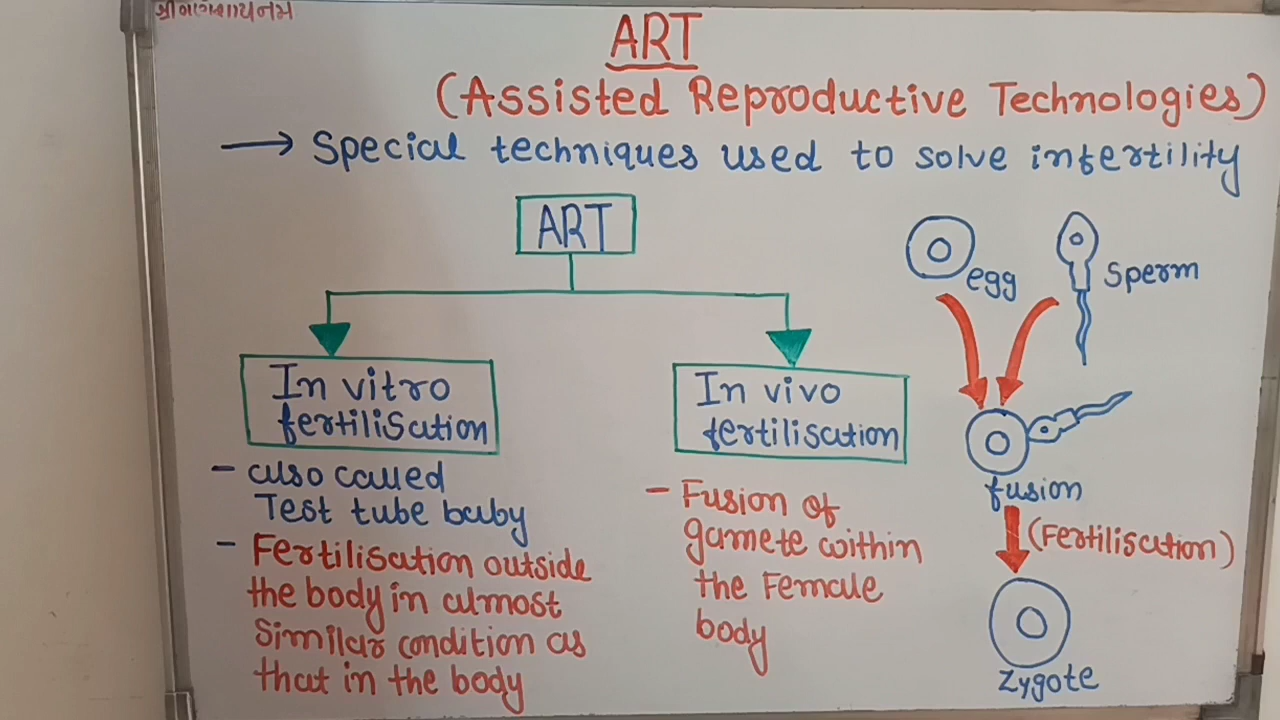 શ્રી ગણેશાય નમઃ
ART
(Assisted Reproductive Technologies)
→ Special techniques used to solve infertility
ART
egg
Sperm
In vitro
fertilisation
In vivo
fertilisation
- also called
Test tube baby
- Fertilisation outside
the body in almost
similar condition as
that in the body
- Fusion of
gamete within
the Female
body
fusion
(Fertilisation)
Zygote